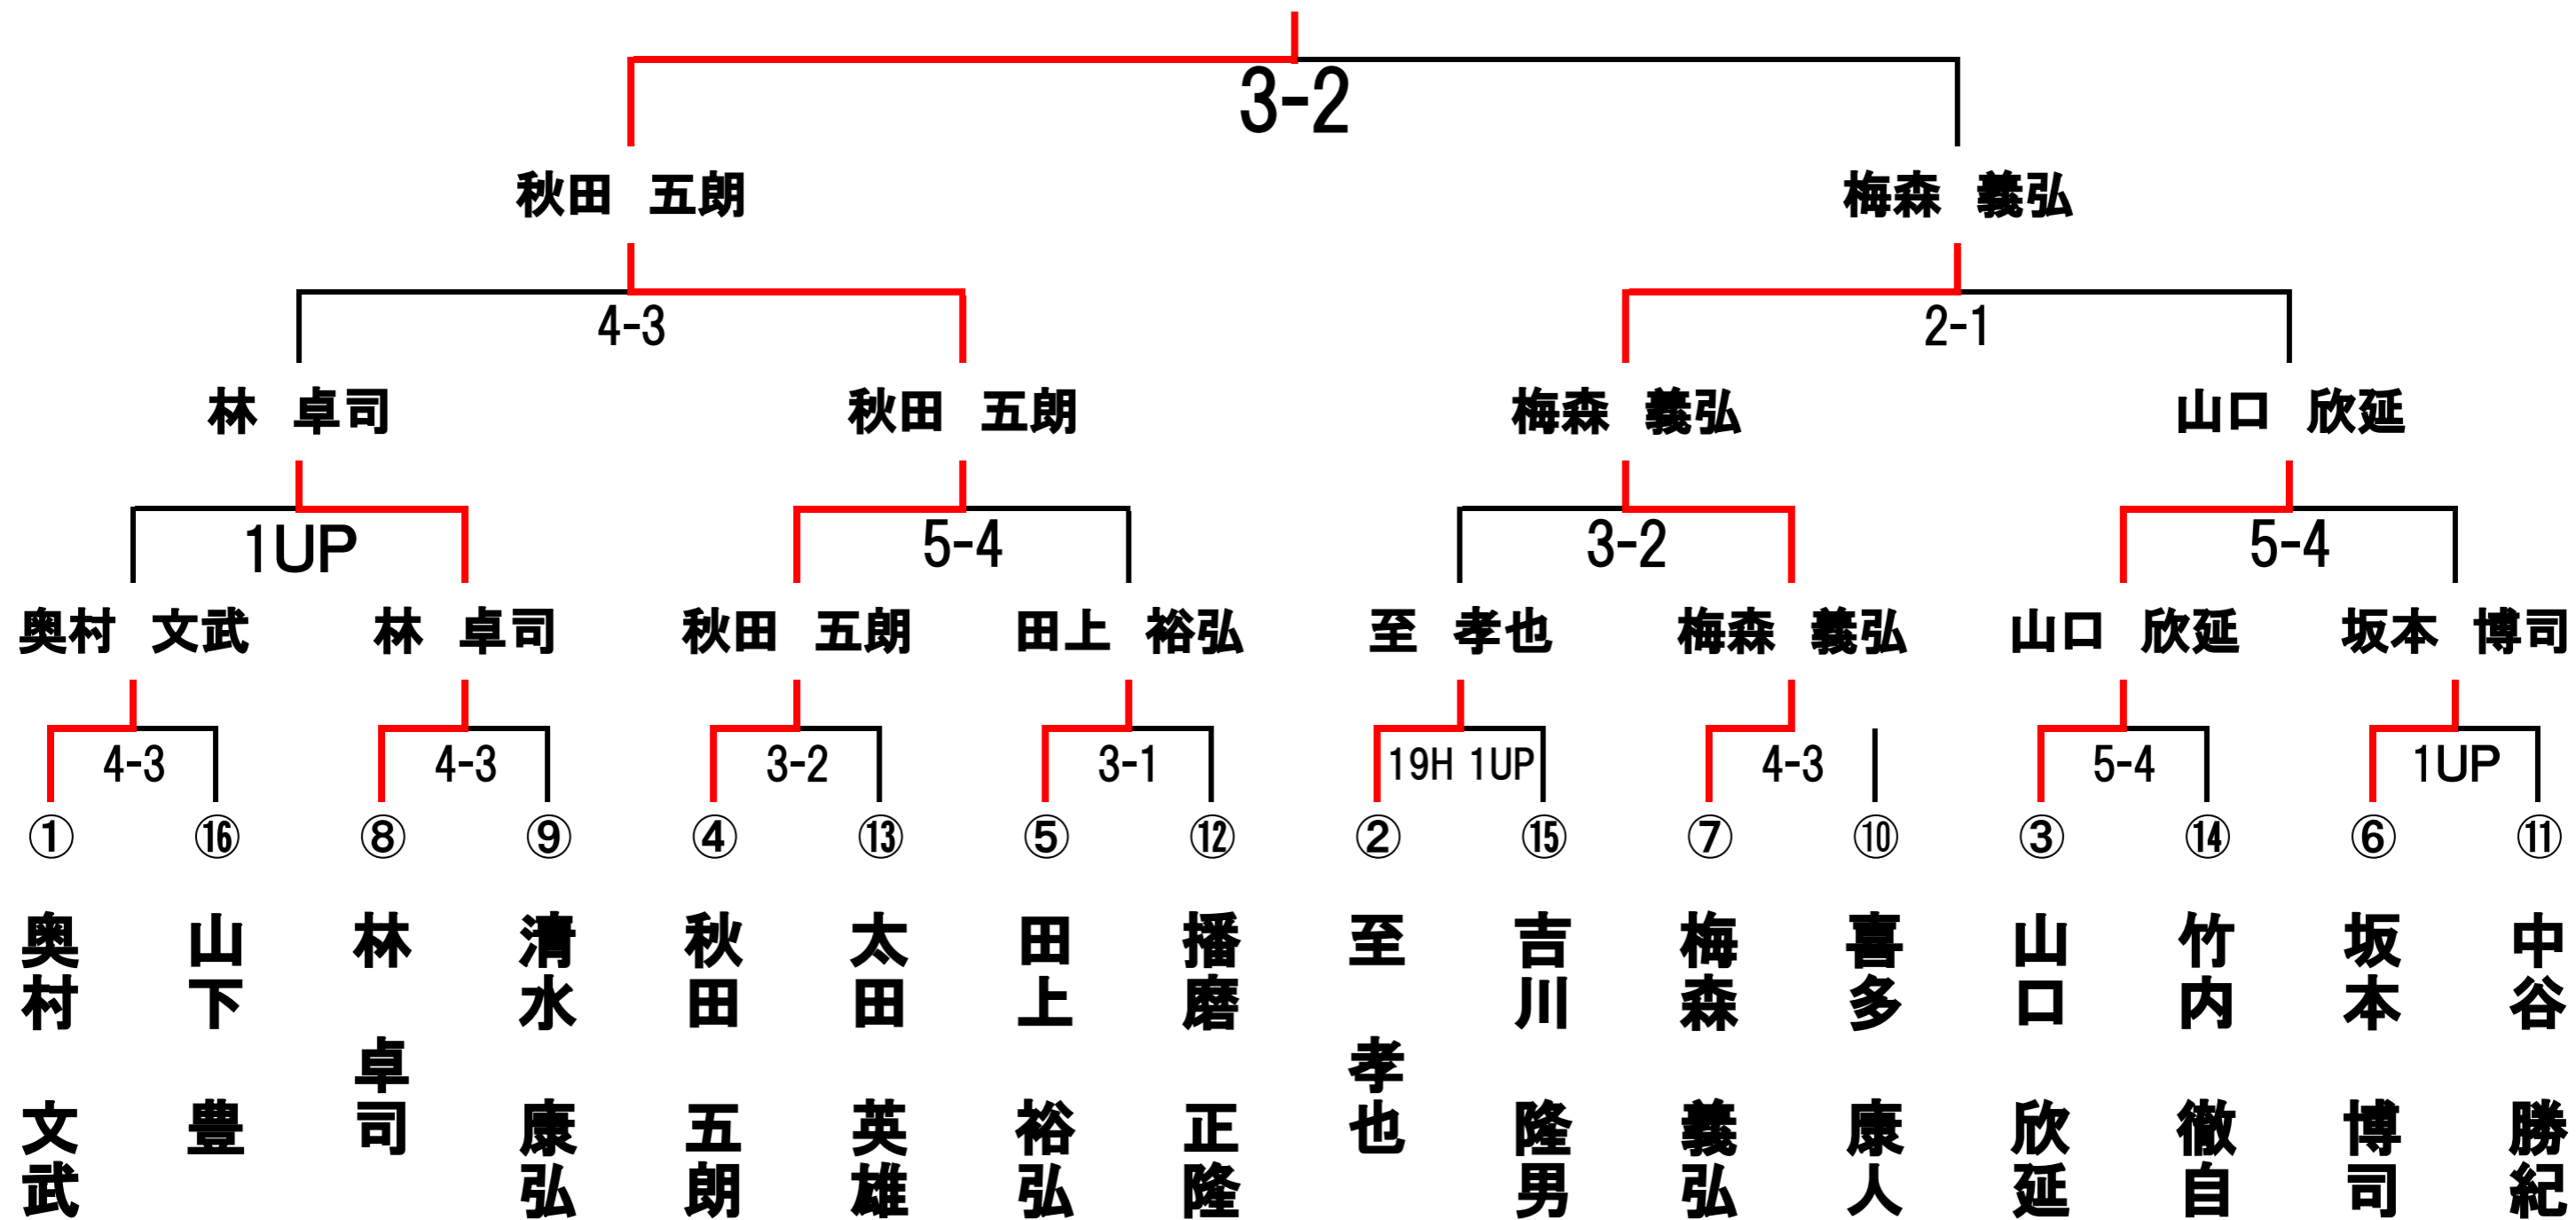 3-2
秋田 五朗
梅森 義弘
4-3
2-1
林 卓司
秋田 五朗
梅森 義弘
山口 欣延
1UP
5-4
3-2
5-4
奥村 文武
林 卓司
秋田 五朗
田上 裕弘
至 孝也
梅森 義弘
山口 欣延
坂本 博司
4-3
4-3
3-2
3-1
19H 1UP
4-3
5-4
1UP
①
⑯
⑧
⑨
④
⑬
⑤
⑫
②
⑮
⑦
⑩
③
⑭
⑥
⑪
奥村 文武
山下 豊
林 卓司
清水 康弘
秋田 五朗
太田 英雄
田上 裕弘
播磨 正隆
至 孝也
吉川 隆男
梅森 義弘
喜多 康人
山口 欣延
竹内 徹自
坂本 博司
中谷 勝紀